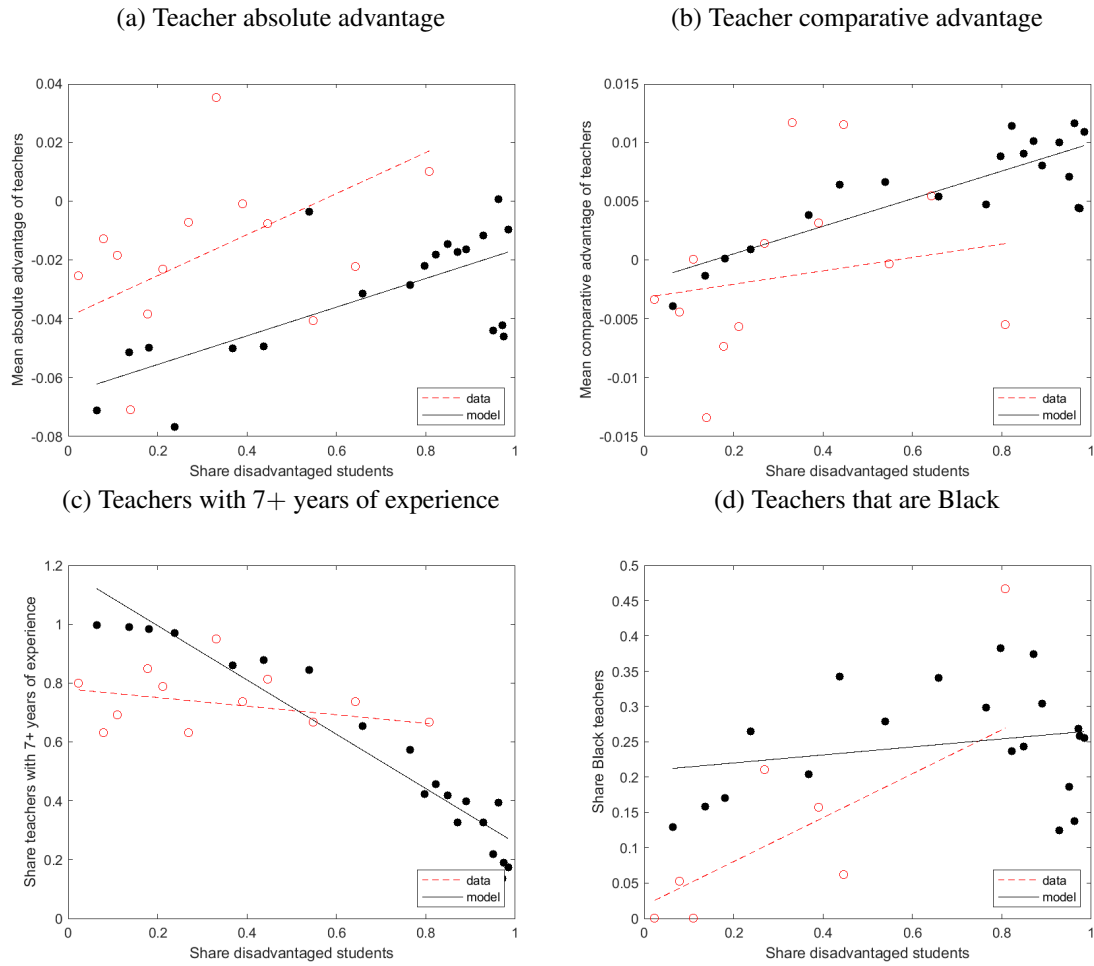 (a) Teacher absolute advantage
(b) Teacher comparative advantage
0.04
0.02
0
-0.02
-0.04
-0.06
-0.08
Mean absolute advantage of teachers
0
0.2
0.4
0.6
0.8
1
Share disadvantaged students
data
model
0.015
0.01
0.005
0
-0.005
-0.01
-0.015
Mean comparative advantage of teachers
0
0.2
0.4
0.6
0.8
1
Share disadvantaged students
data
model
(c) Teachers with 7+ years of experience
(d) Teachers that are Black
1.2
1
0.8
0.6
0.4
0.2
0
Share teachers with 7+ years of experience
0
0.2
0.4
0.6
0.8
1
Share disadvantaged students
data
model
0.5
0.45
0.4
0.35
0.3
0.25
0.2
0.15
0.1
0.05
0
Share Black teachers
0
0.2
0.4
0.6
0.8
1
Share disadvantaged students
data
model